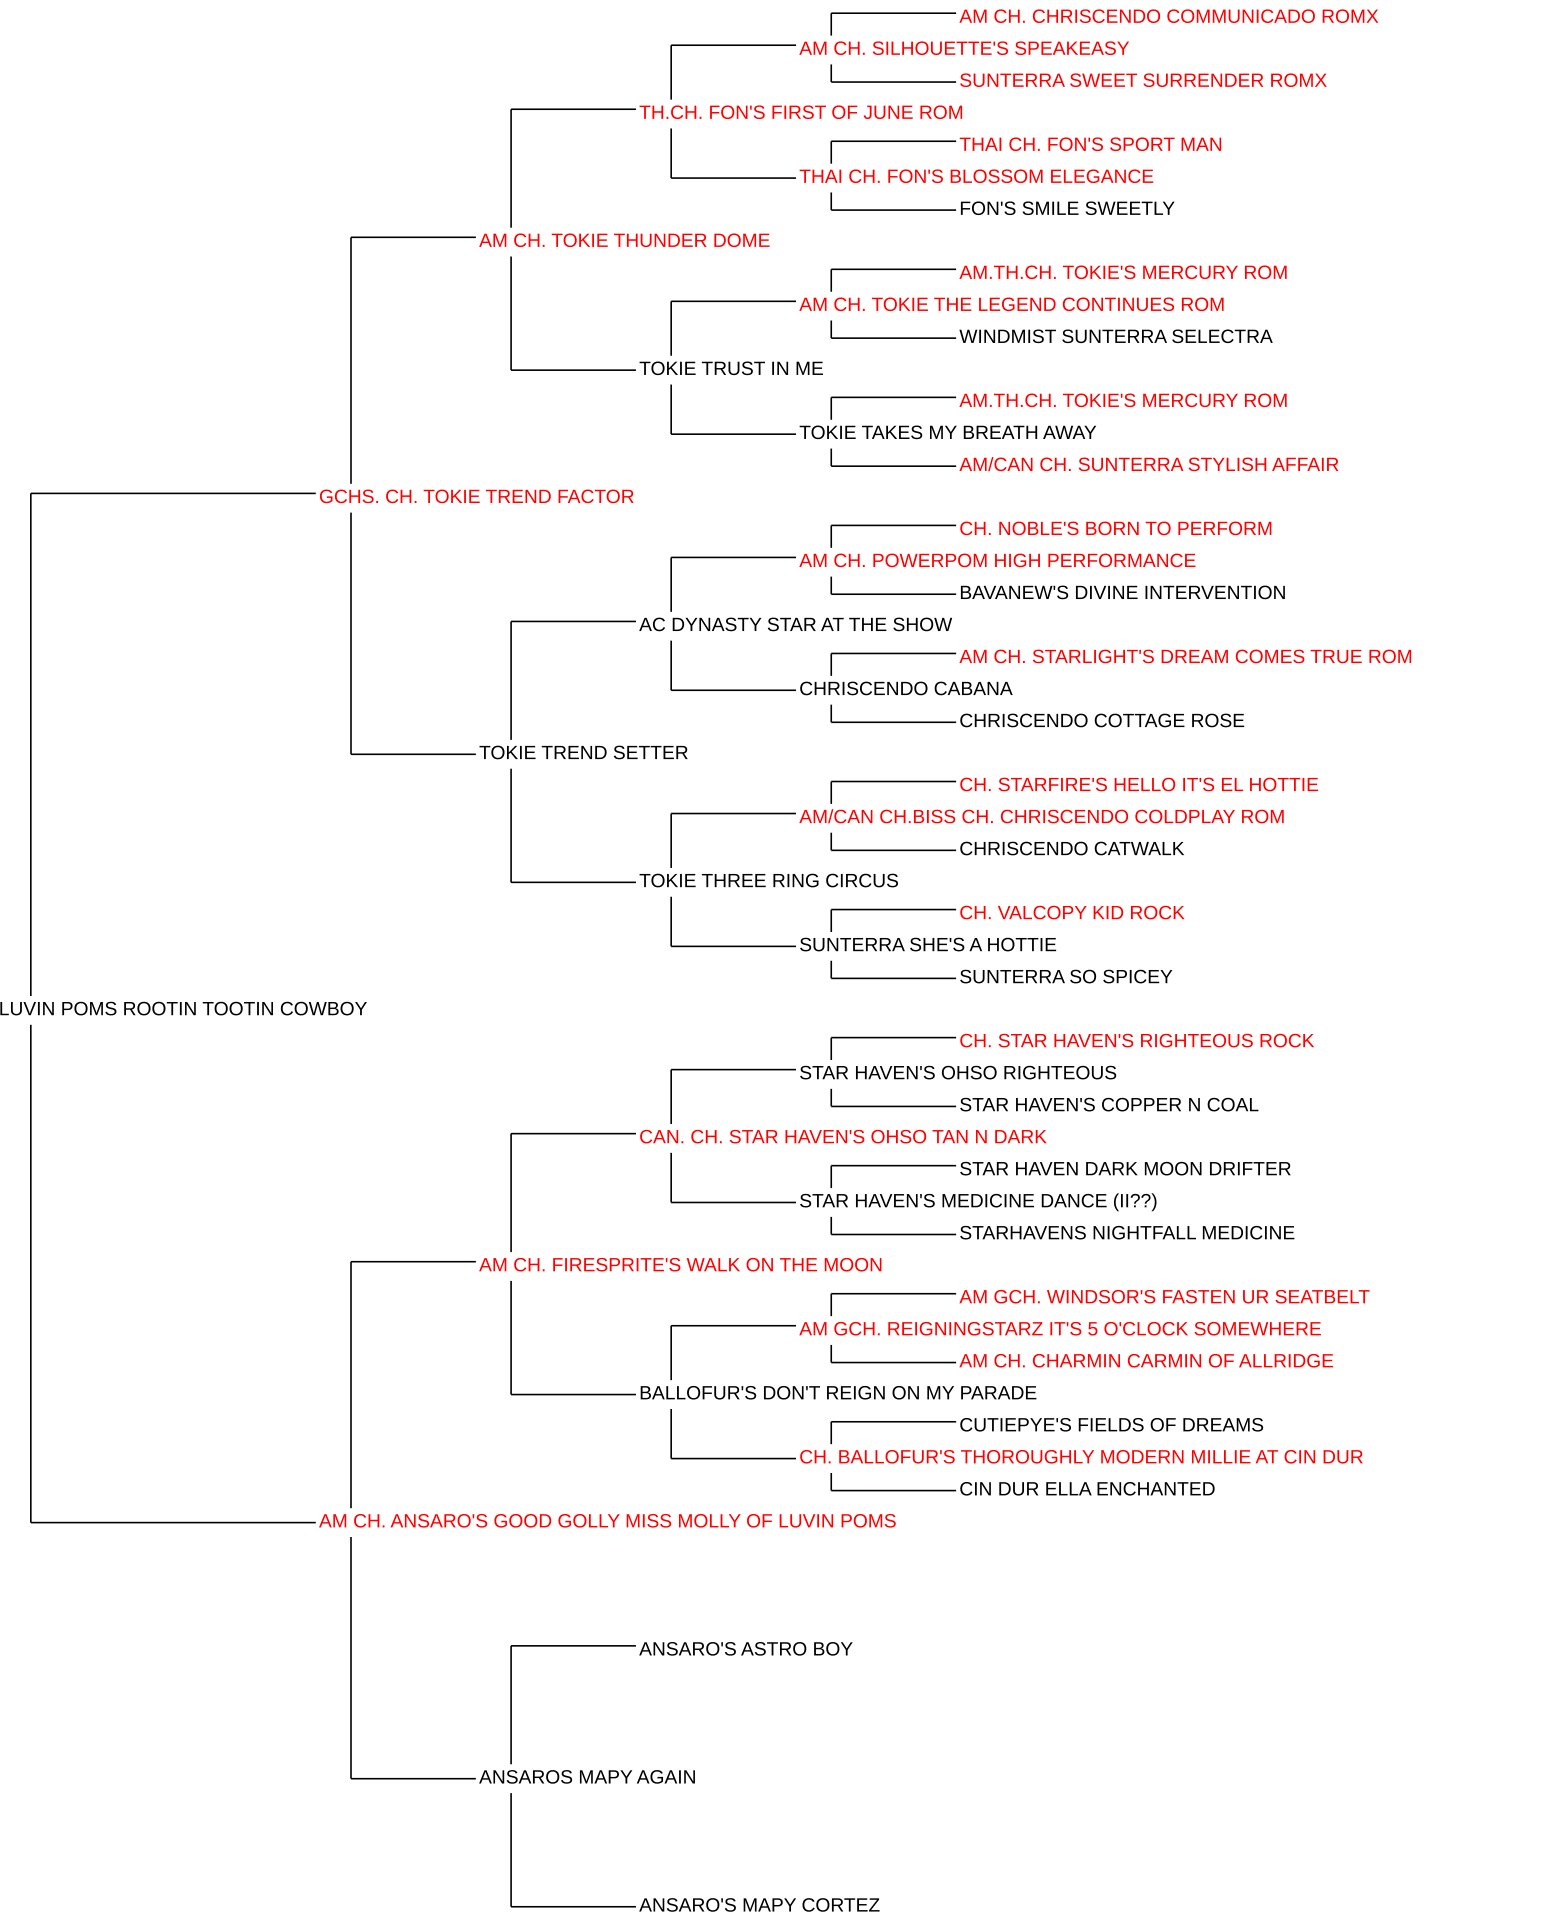 AM CH. CHRISCENDO COMMUNICADO ROMX
AM CH. SILHOUETTE'S SPEAKEASY
SUNTERRA SWEET SURRENDER ROMX
TH.CH. FON'S FIRST OF JUNE ROM
THAI CH. FON'S SPORT MAN
THAI CH. FON'S BLOSSOM ELEGANCE
FON'S SMILE SWEETLY
AM CH. TOKIE THUNDER DOME
AM.TH.CH. TOKIE'S MERCURY ROM
AM CH. TOKIE THE LEGEND CONTINUES ROM
WINDMIST SUNTERRA SELECTRA
TOKIE TRUST IN ME
AM.TH.CH. TOKIE'S MERCURY ROM
TOKIE TAKES MY BREATH AWAY
AM/CAN CH. SUNTERRA STYLISH AFFAIR
GCHS. CH. TOKIE TREND FACTOR
CH. NOBLE'S BORN TO PERFORM
AM CH. POWERPOM HIGH PERFORMANCE
BAVANEW'S DIVINE INTERVENTION
AC DYNASTY STAR AT THE SHOW
AM CH. STARLIGHT'S DREAM COMES TRUE ROM
CHRISCENDO CABANA
CHRISCENDO COTTAGE ROSE
TOKIE TREND SETTER
CH. STARFIRE'S HELLO IT'S EL HOTTIE
AM/CAN CH.BISS CH. CHRISCENDO COLDPLAY ROM
CHRISCENDO CATWALK
TOKIE THREE RING CIRCUS
CH. VALCOPY KID ROCK
SUNTERRA SHE'S A HOTTIE
SUNTERRA SO SPICEY
LUVIN POMS ROOTIN TOOTIN COWBOY
CH. STAR HAVEN'S RIGHTEOUS ROCK
STAR HAVEN'S OHSO RIGHTEOUS
STAR HAVEN'S COPPER N COAL
CAN. CH. STAR HAVEN'S OHSO TAN N DARK
STAR HAVEN DARK MOON DRIFTER
STAR HAVEN'S MEDICINE DANCE (II??)
STARHAVENS NIGHTFALL MEDICINE
AM CH. FIRESPRITE'S WALK ON THE MOON
AM GCH. WINDSOR'S FASTEN UR SEATBELT
AM GCH. REIGNINGSTARZ IT'S 5 O'CLOCK SOMEWHERE
AM CH. CHARMIN CARMIN OF ALLRIDGE
BALLOFUR'S DON'T REIGN ON MY PARADE
CUTIEPYE'S FIELDS OF DREAMS
CH. BALLOFUR'S THOROUGHLY MODERN MILLIE AT CIN DUR
CIN DUR ELLA ENCHANTED
AM CH. ANSARO'S GOOD GOLLY MISS MOLLY OF LUVIN POMS
ANSARO'S ASTRO BOY
ANSAROS MAPY AGAIN
ANSARO'S MAPY CORTEZ